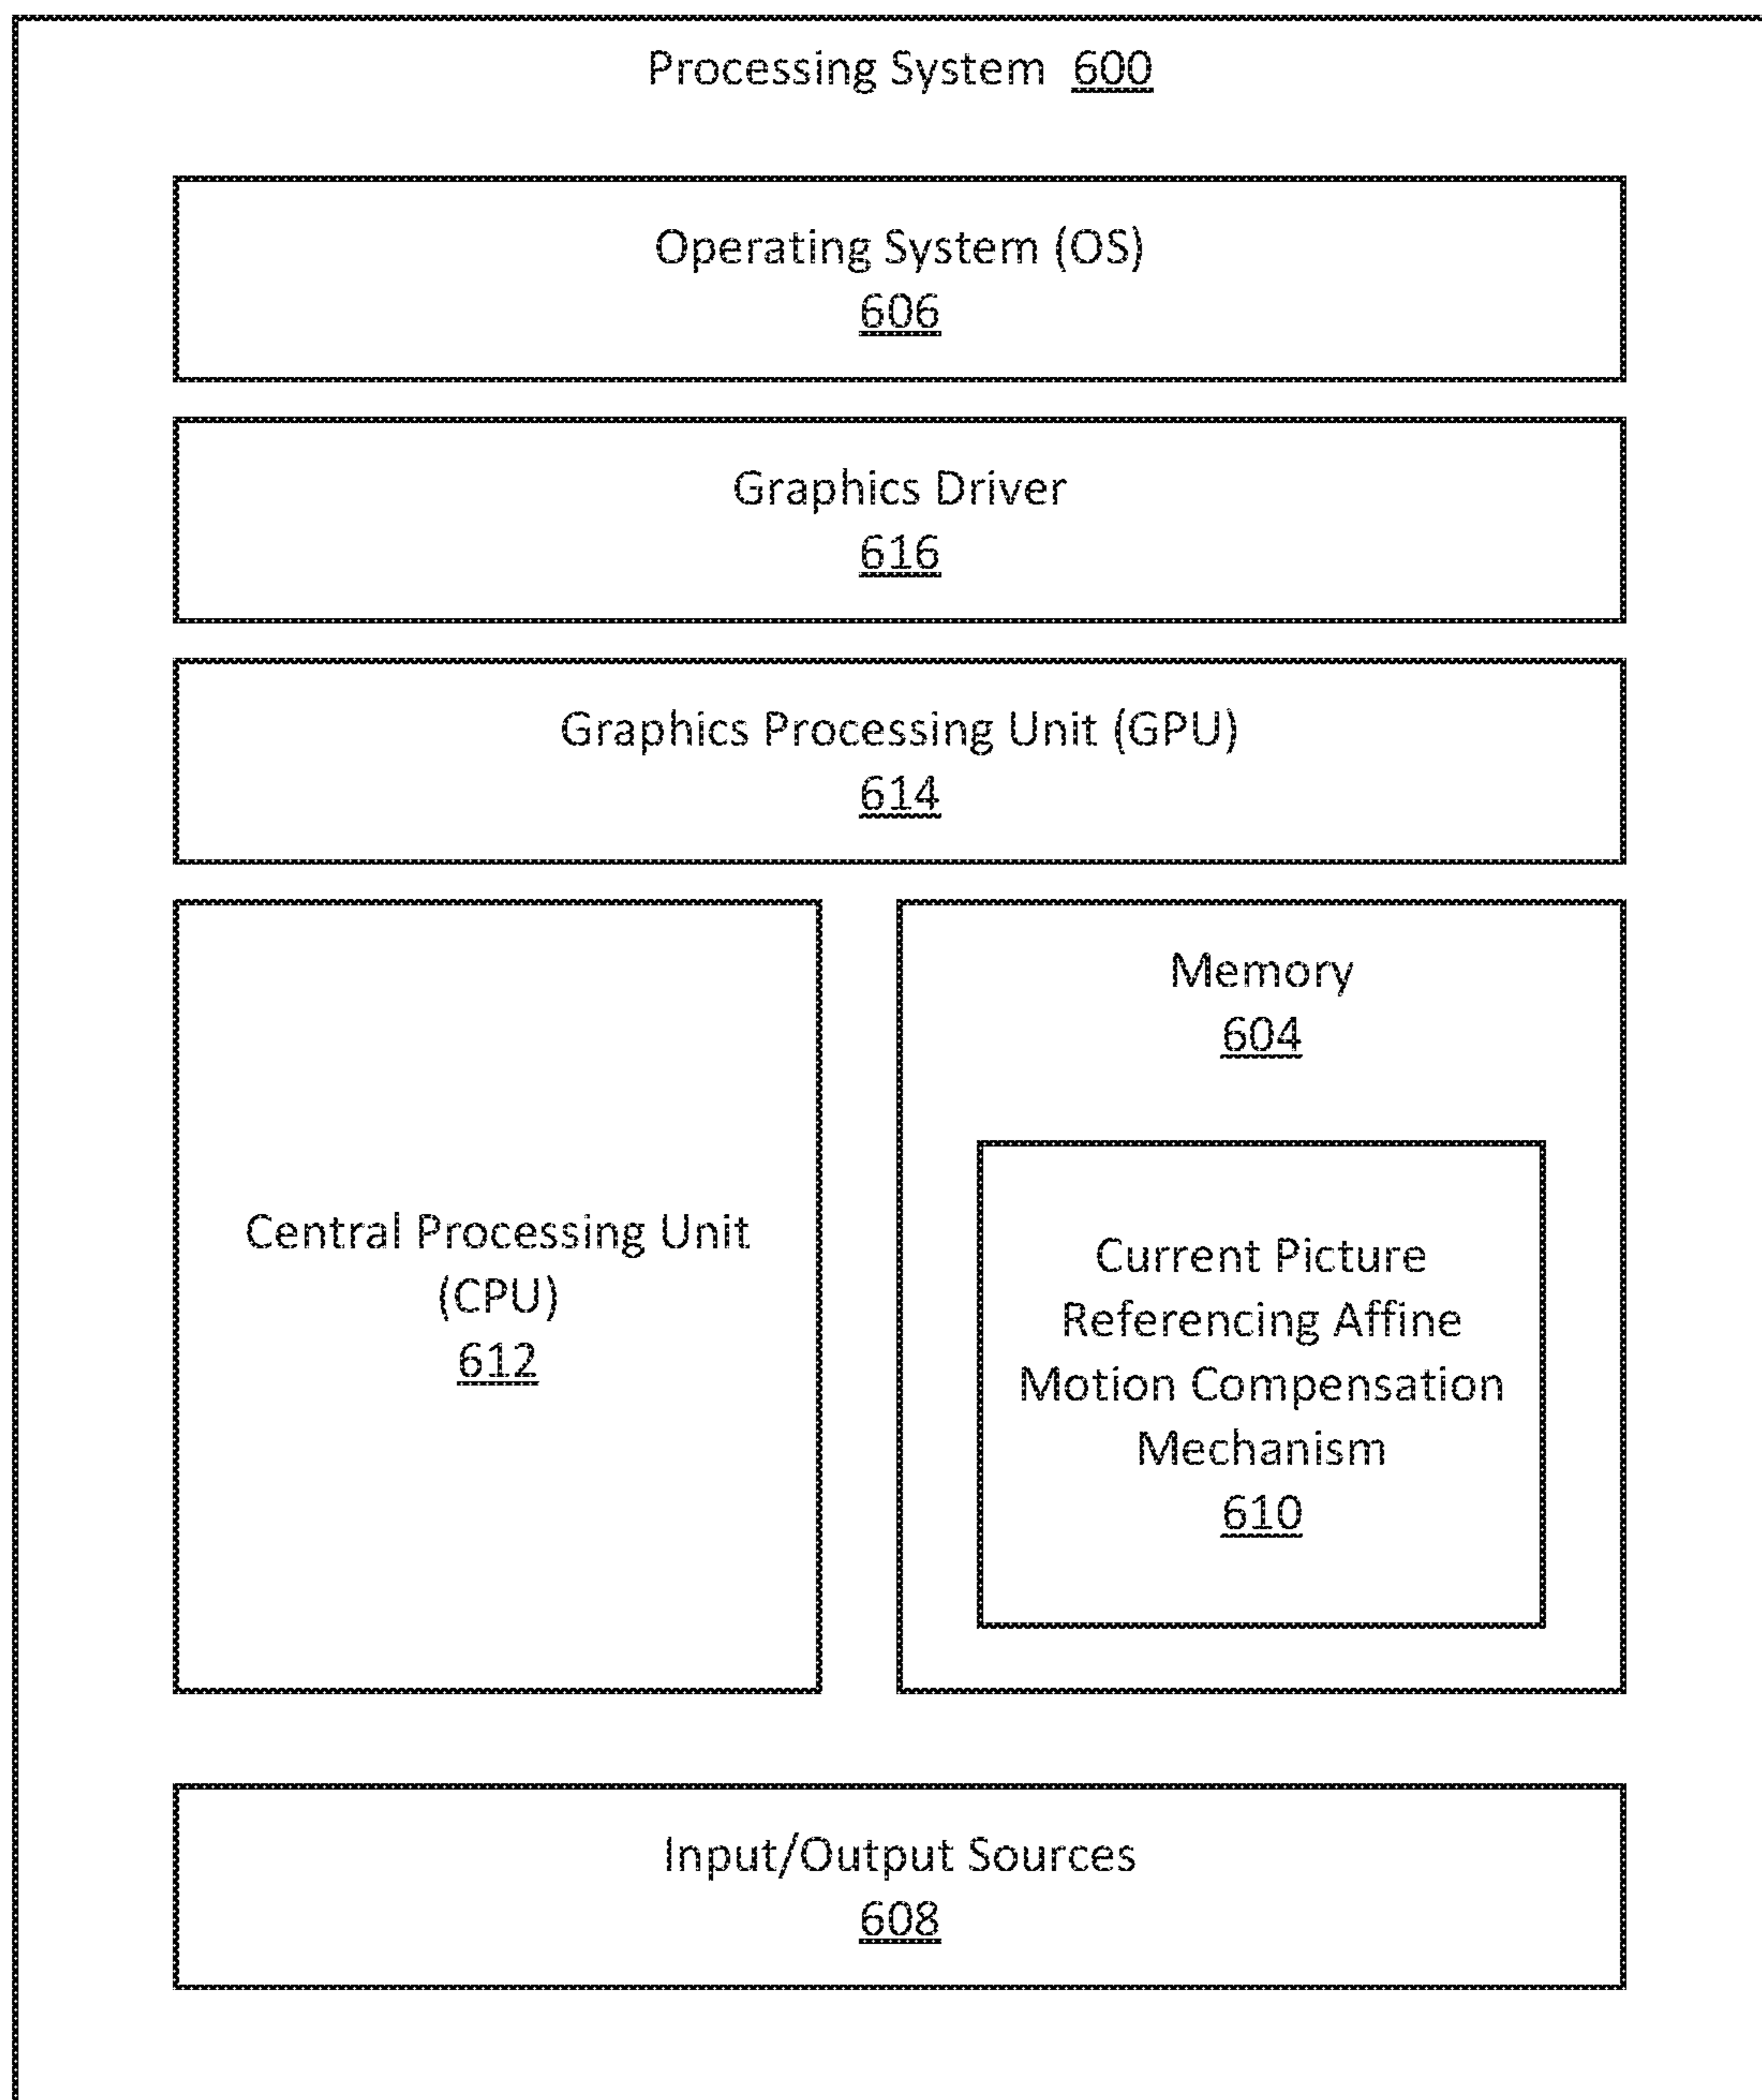 Processing System 600
Operating System (OS)
606
Graphics Driver
616
Graphics Processing Unit (GPU)
614
Central Processing Unit
(CPU)
612
Memory
604
Current Picture
Referencing Affine
Motion Compensation
Mechanism
610
Input/Output Sources
608